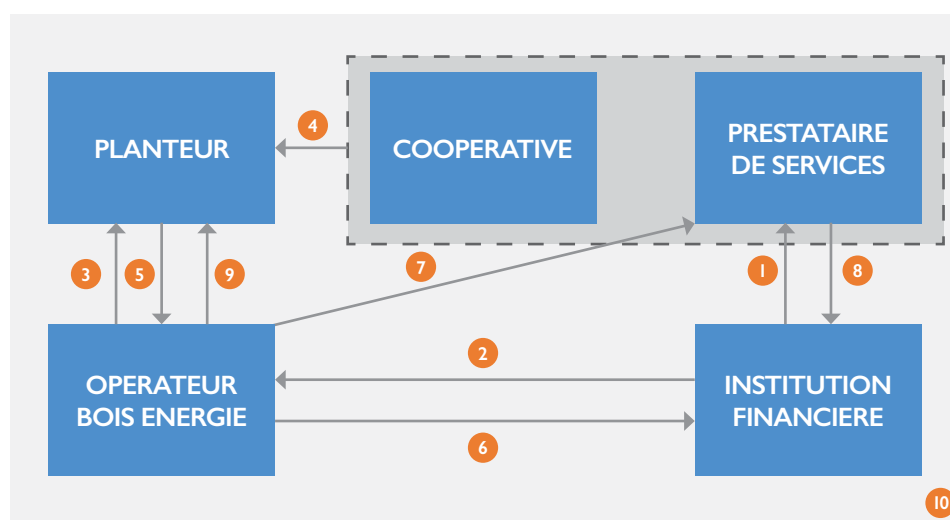 4
PLANTEUR
COOPERATIVE
PRESTATAIRE
DE SERVICES
3
5
9
7
1
8
2
OPERATEUR
BOIS ENERGIE
INSTITUTION
FINANCIERE
6
10